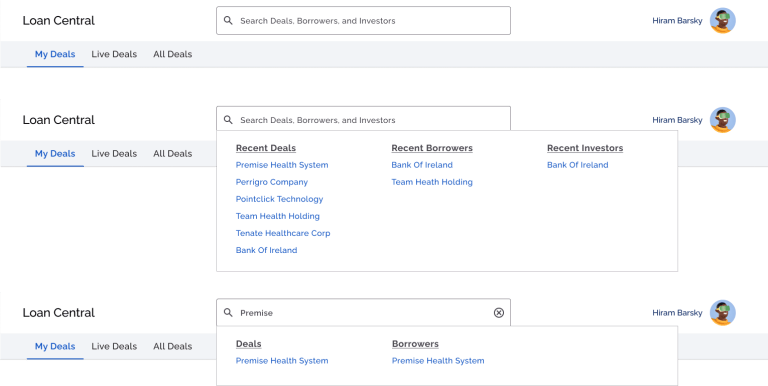 Loan Central
Search Deals, Borrowers, and Investors
Hiram Barsky
My Deals Live Deals All Deals
Loan Central
Search Deals, Borrowers, and Investors
Hiram Barsky
My Deals Live Deals All Deals
Recent Deals Recent Borrowers Recent Investors
Premise Health System Bank Of Ireland Bank Of Ireland
Perrigro Company Team Heath Holding
Pointclick Technology
Team Health Holding
Tenate Healthcare Corp
Bank Of Ireland
Loan Central
Premise
Hiram Barsky
My Deals Live Deals All Deals
Deals Borrowers
Premise Health System Premise Health System